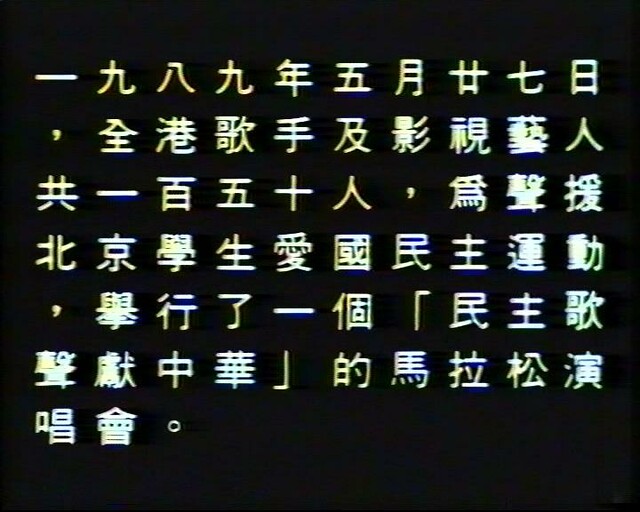 一九八九年五月廿七日
，全港歌手及影視藝人
共一百五十人，爲聲援
北京學生愛國民主運動
，舉行了一個「民主歌
聲獻中華」的馬拉松演
唱會。